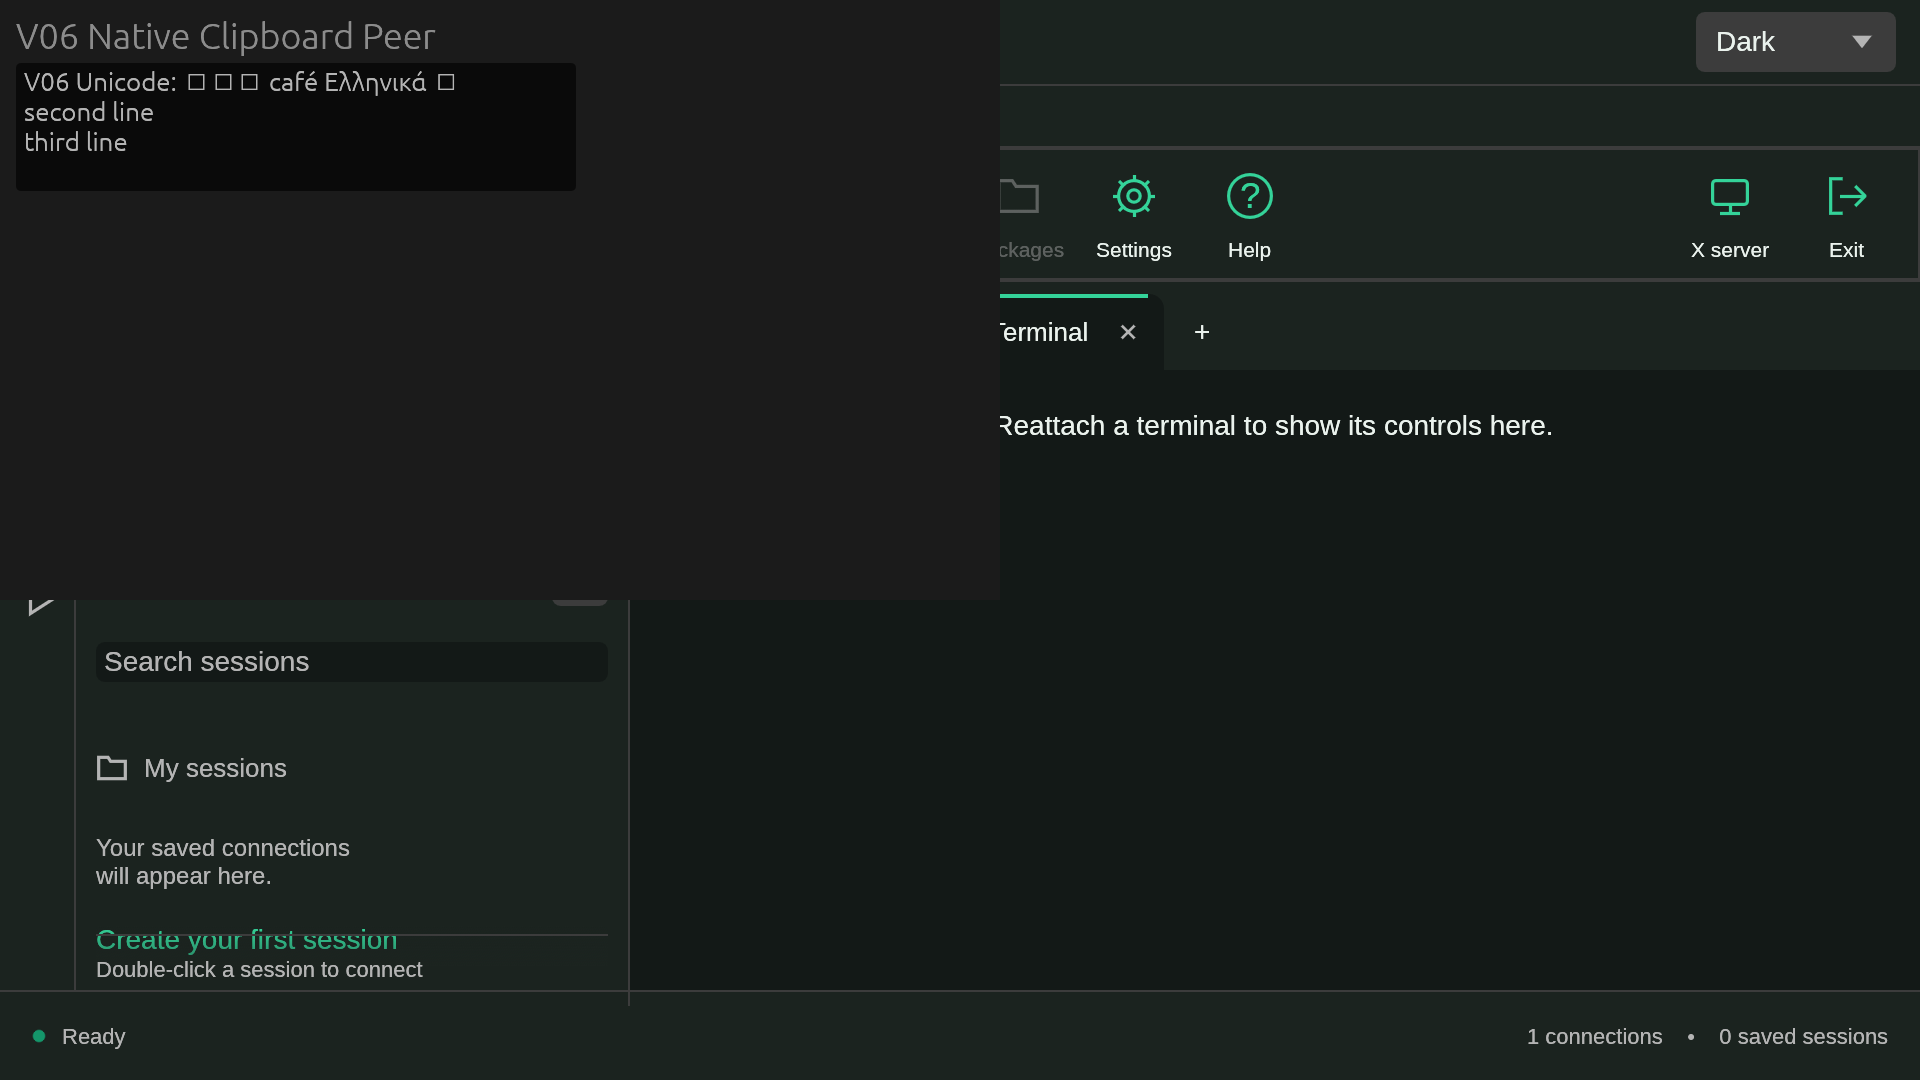 V06 Native Clipboard Peer
V06 Unicode: □ □ □ café Ελληνικά □
second line
third line
Dark
ckages
Settings
Help
X server
Exit
Terminal ✕ +
Reattach a terminal to show its controls here.
Search sessions
My sessions
Your saved connections
will appear here.
Create your first session
Double-click a session to connect
Ready
1 connections • 0 saved sessions